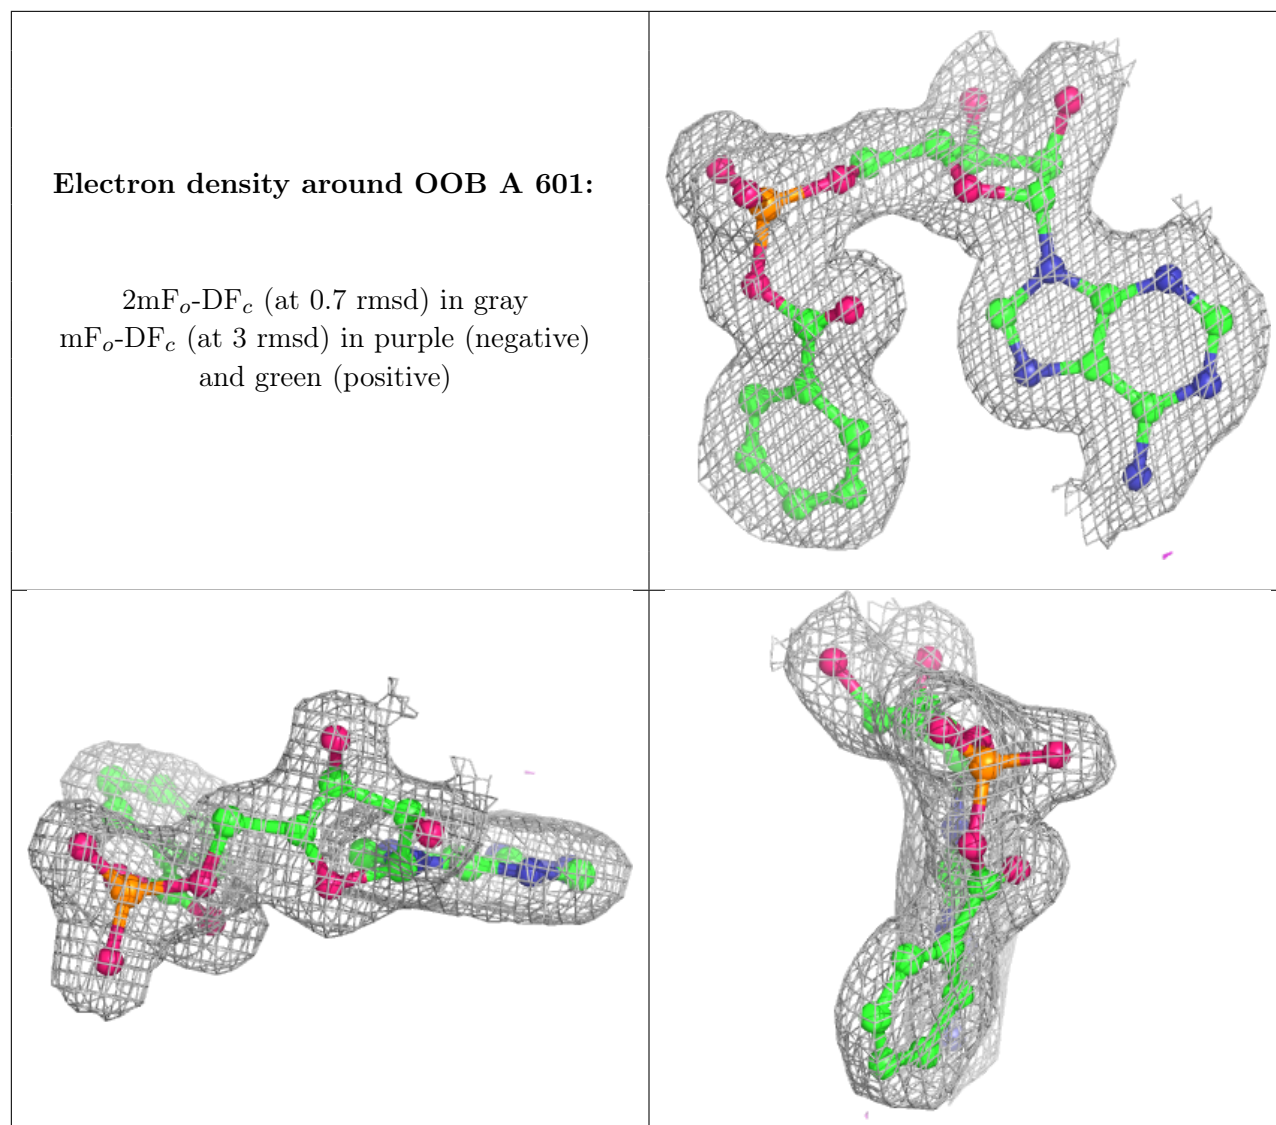 Electron density around OOB A 601:
2mFo-DFc (at 0.7 rmsd) in gray
mFo-DFc (at 3 rmsd) in purple (negative)
and green (positive)